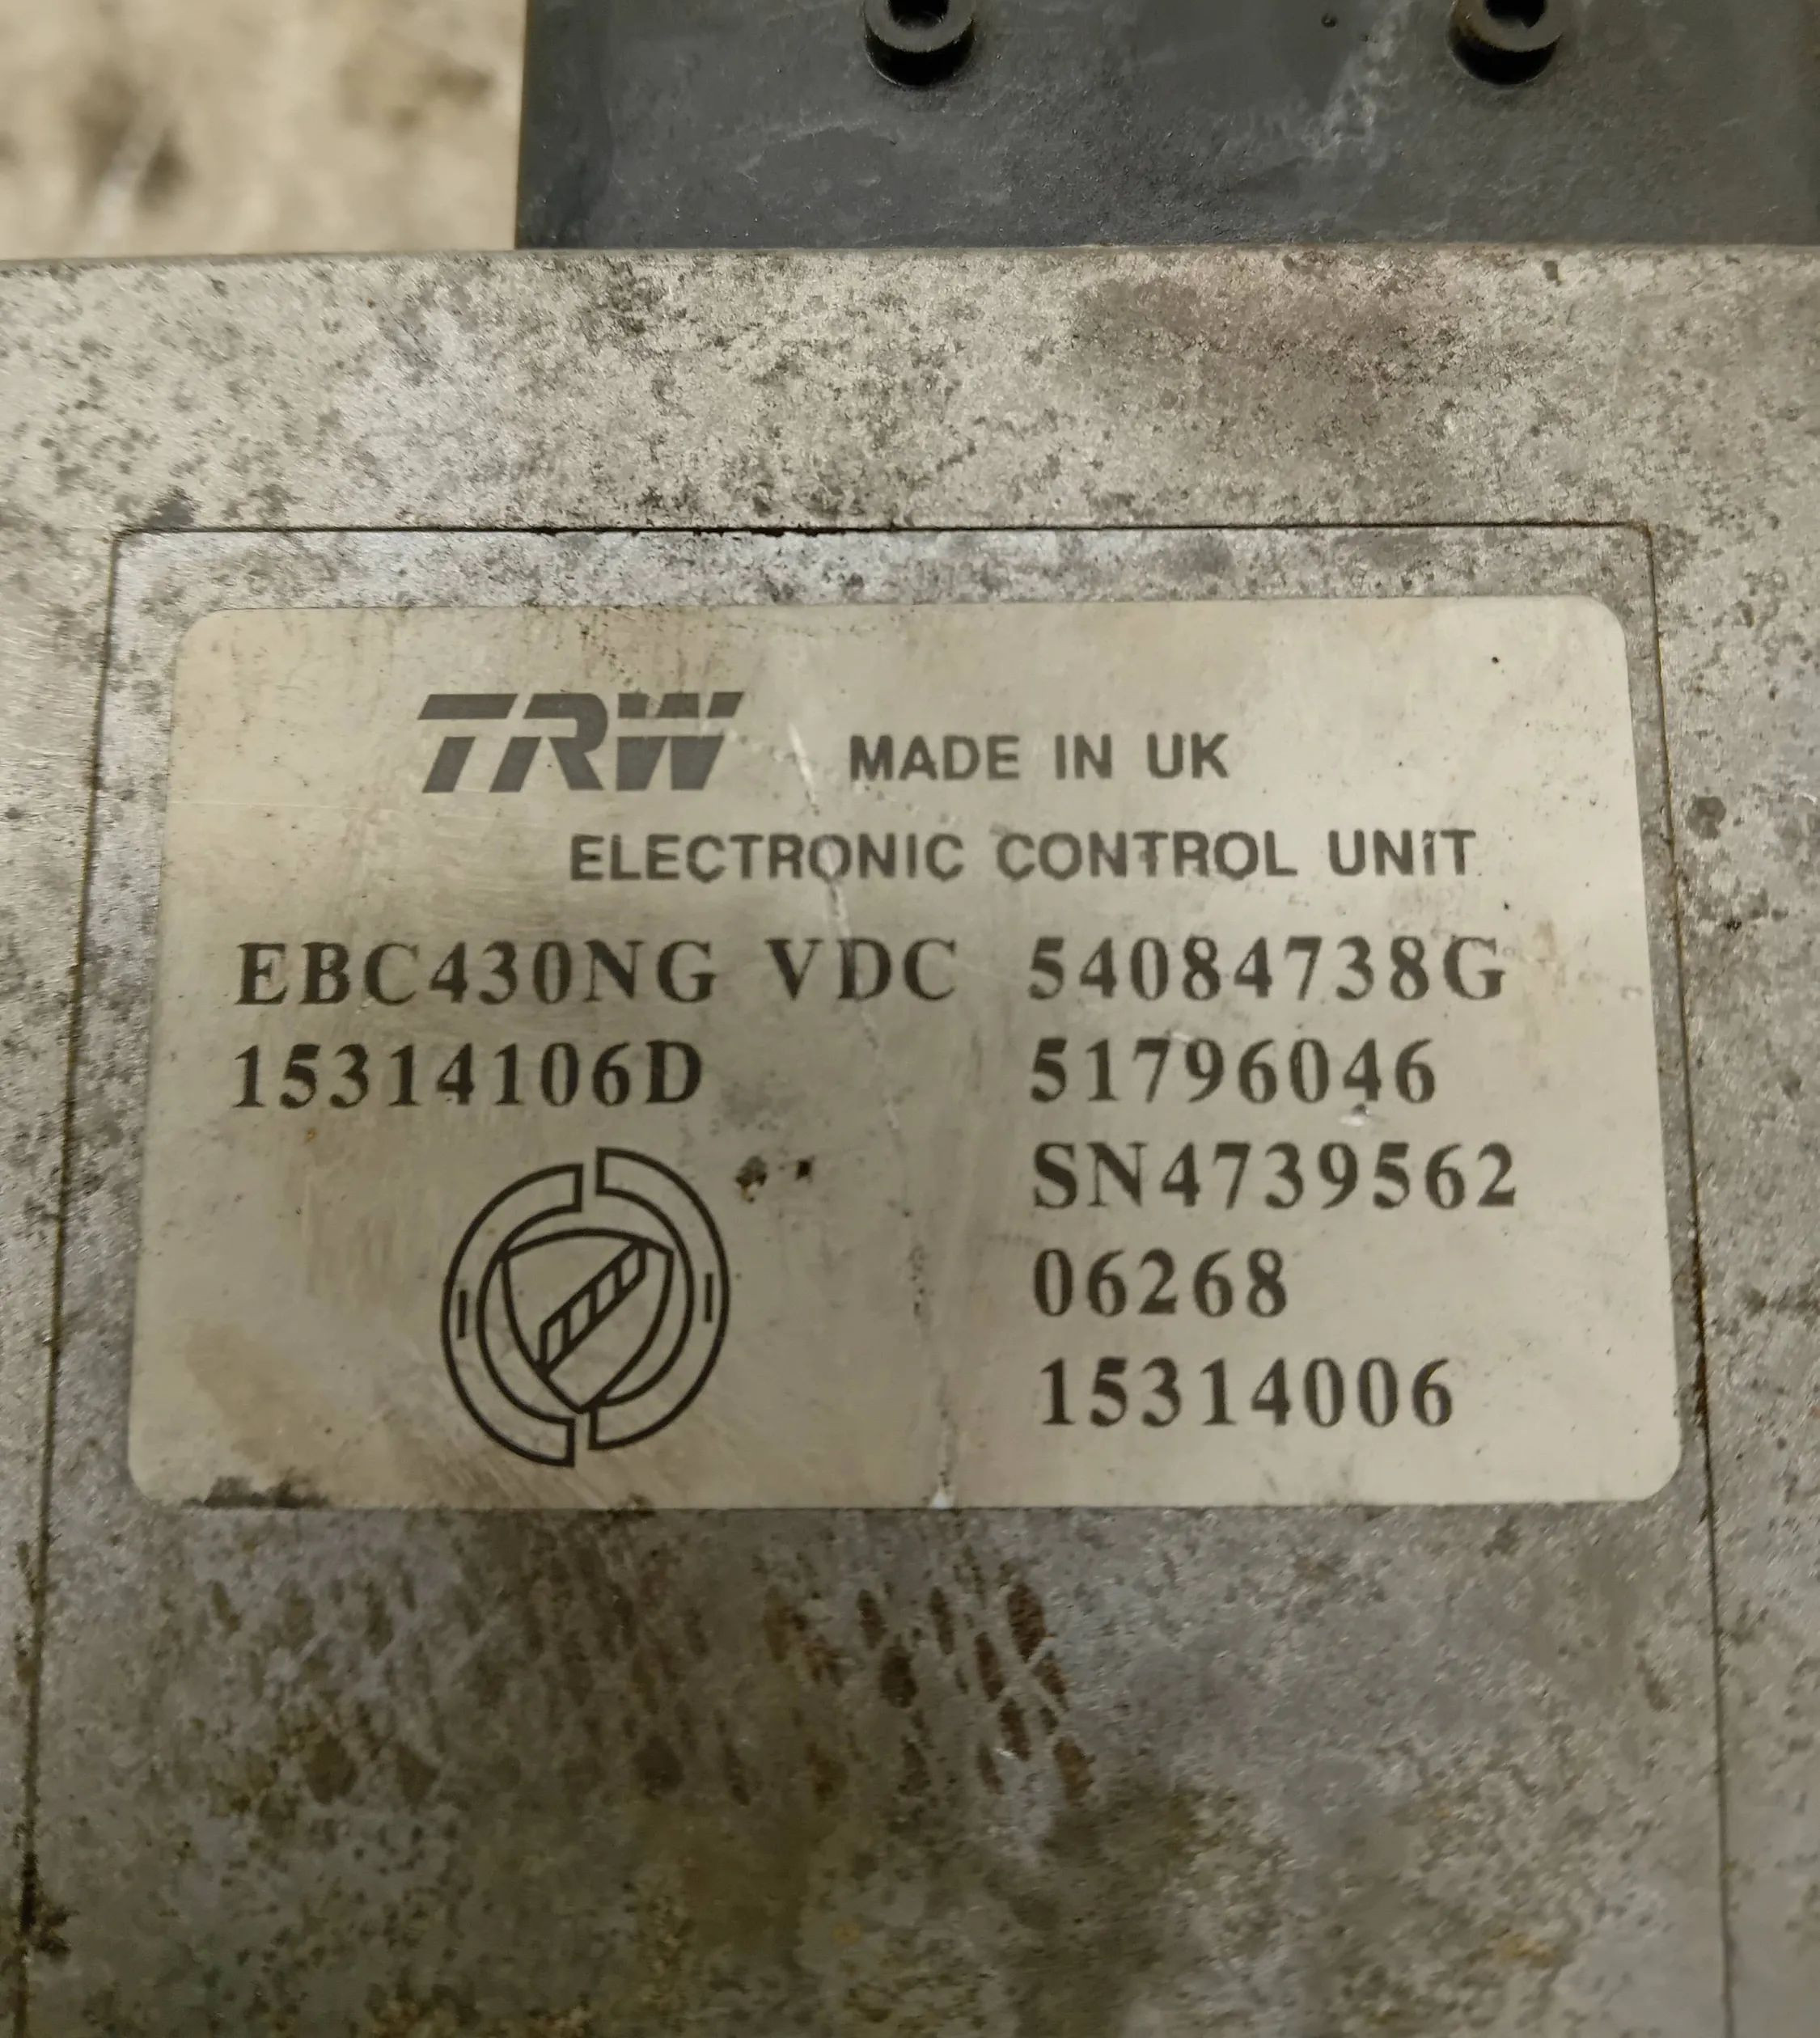 TRW MADE IN UK
ELECTRONIC CONTROL UNIT
EBC430NG VDC 54084738G
15314106D 51796046
SN4739562
06268
15314006